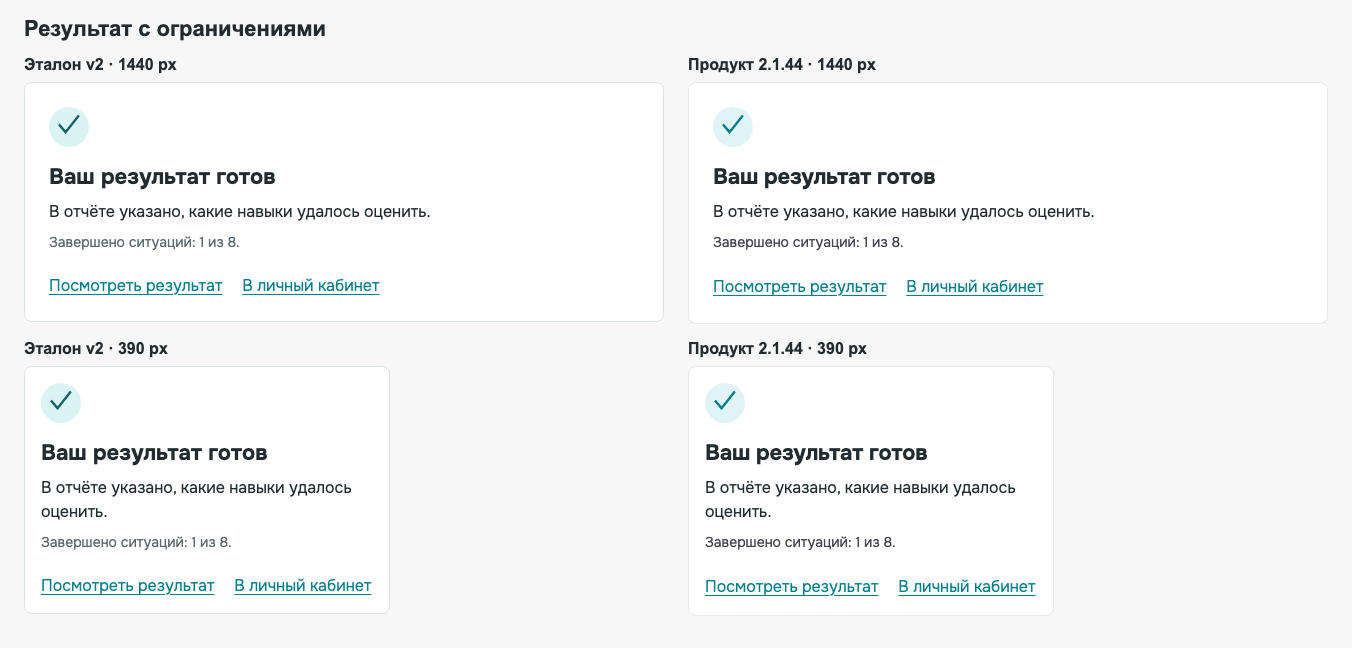 Результат с ограничениями
Эталон v2 · 1440 px
Ваш результат готов
В отчёте указано, какие навыки удалось оценить.
Завершено ситуаций: 1 из 8.
Посмотреть результат В личный кабинет
Продукт 2.1.44 · 1440 px
Ваш результат готов
В отчёте указано, какие навыки удалось оценить.
Завершено ситуаций: 1 из 8.
Посмотреть результат В личный кабинет
Эталон v2 · 390 px
Ваш результат готов
В отчёте указано, какие навыки удалось
оценить.
Завершено ситуаций: 1 из 8.
Посмотреть результат В личный кабинет
Продукт 2.1.44 · 390 px
Ваш результат готов
В отчёте указано, какие навыки удалось
оценить.
Завершено ситуаций: 1 из 8.
Посмотреть результат В личный кабинет